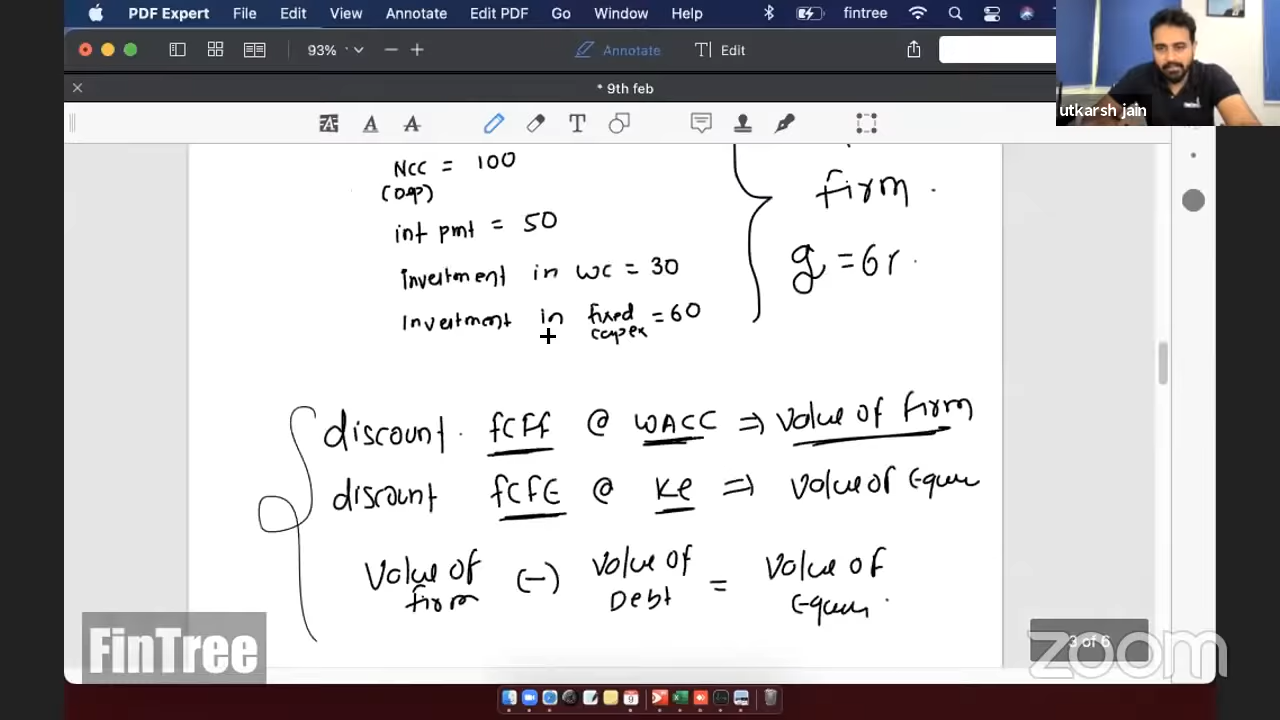 PDF Expert File Edit View Annotate Edit PDF Go Window Help fintree
93% Annotate T| Edit
* 9th feb
utkarsh jain
NCC = 100
(Dep)
int pmt = 50
Investment in WC = 30
Investment in fixed = 60
capex
firm.
g = 6%
discount. fCFf @ WACC ⇒ Value of firm
discount fCFE @ Ke ⇒ Value of
Value of (-) Value of = Value of
firm Debt
FinTree
3 of 6
zoom